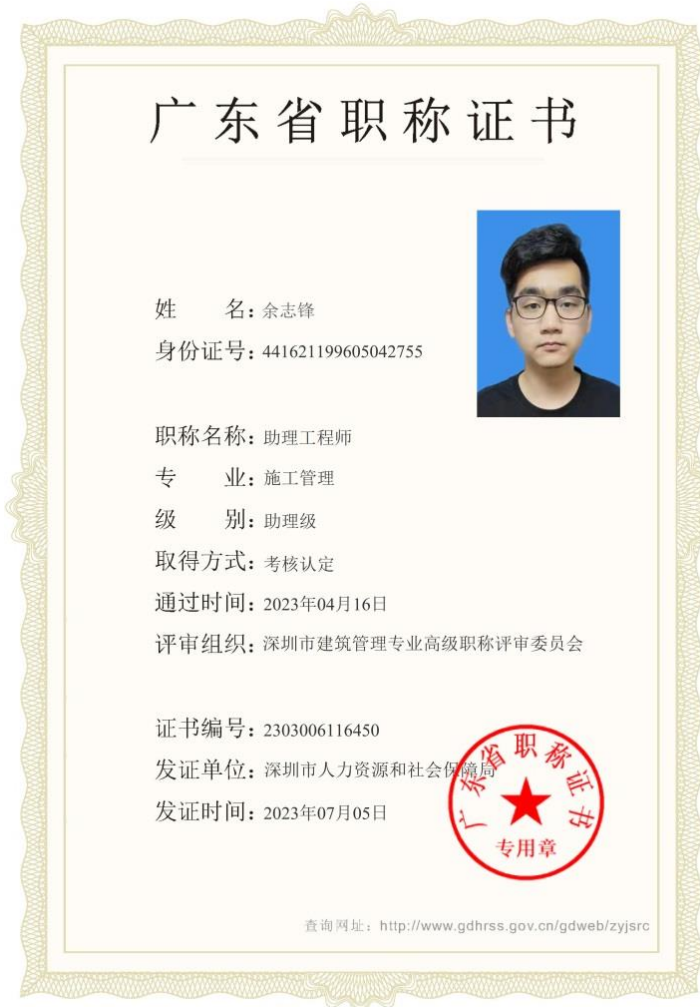 广东省职称证书
姓 名：余志锋
身份证号：441621199605042755
职称名称：助理工程师
专 业：施工管理
级 别：助理级
取得方式：考核认定
通过时间：2023年04月16日
评审组织：深圳市建筑管理专业高级职称评审委员会
证书编号：2303006116450
发证单位：深圳市人力资源和社会保障局
发证时间：2023年07月05日
广东省职称证书
专用章
查询网址：http://www.gdhrss.gov.cn/gdweb/zyjsrc